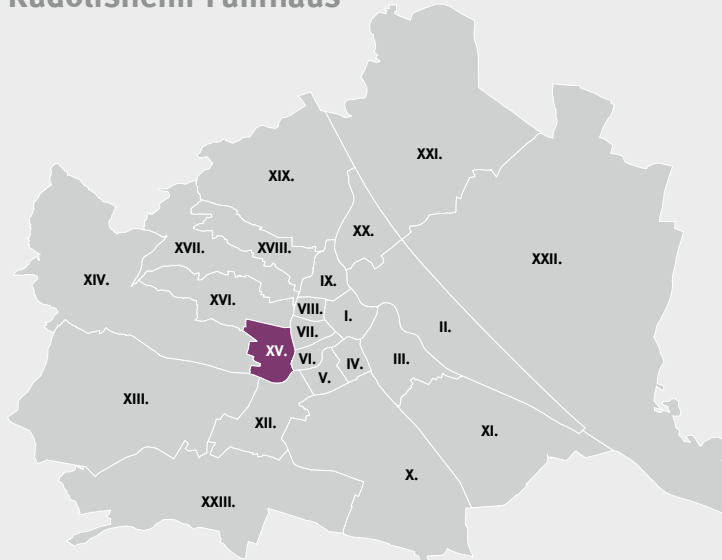 Rudolfsheim-Fünfhaus
XXI.
XIX.
XX.
XVII.
XVIII.
XXII.
XIV.
IX.
XVI.
VIII.
I.
II.
VII.
XV.
VI.
III.
IV.
V.
XIII.
XII.
XI.
X.
XXIII.